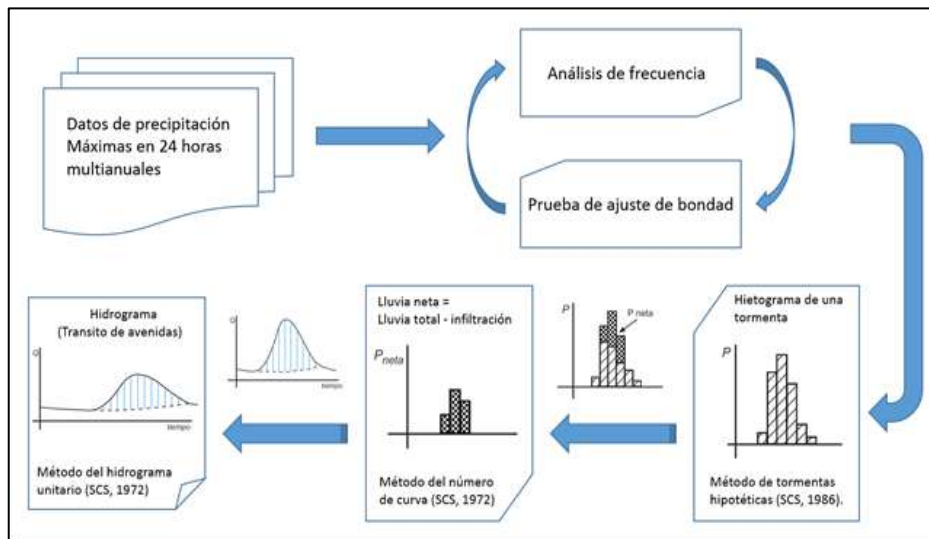 Datos de precipitación
Máximas en 24 horas
multianuales
Análisis de frecuencia
Prueba de ajuste de bondad
Hietograma de una
tormenta
P
Método de tormentas
hipotéticas (SCS, 1986).
P
P neta
Lluvia neta =
Lluvia total - infiltración
Pneta
Método del número
de curva (SCS, 1972)
Q
tiempo
Hidrograma
(Transito de avenidas)
Q
tiempo
Método del hidrograma
unitario (SCS, 1972)